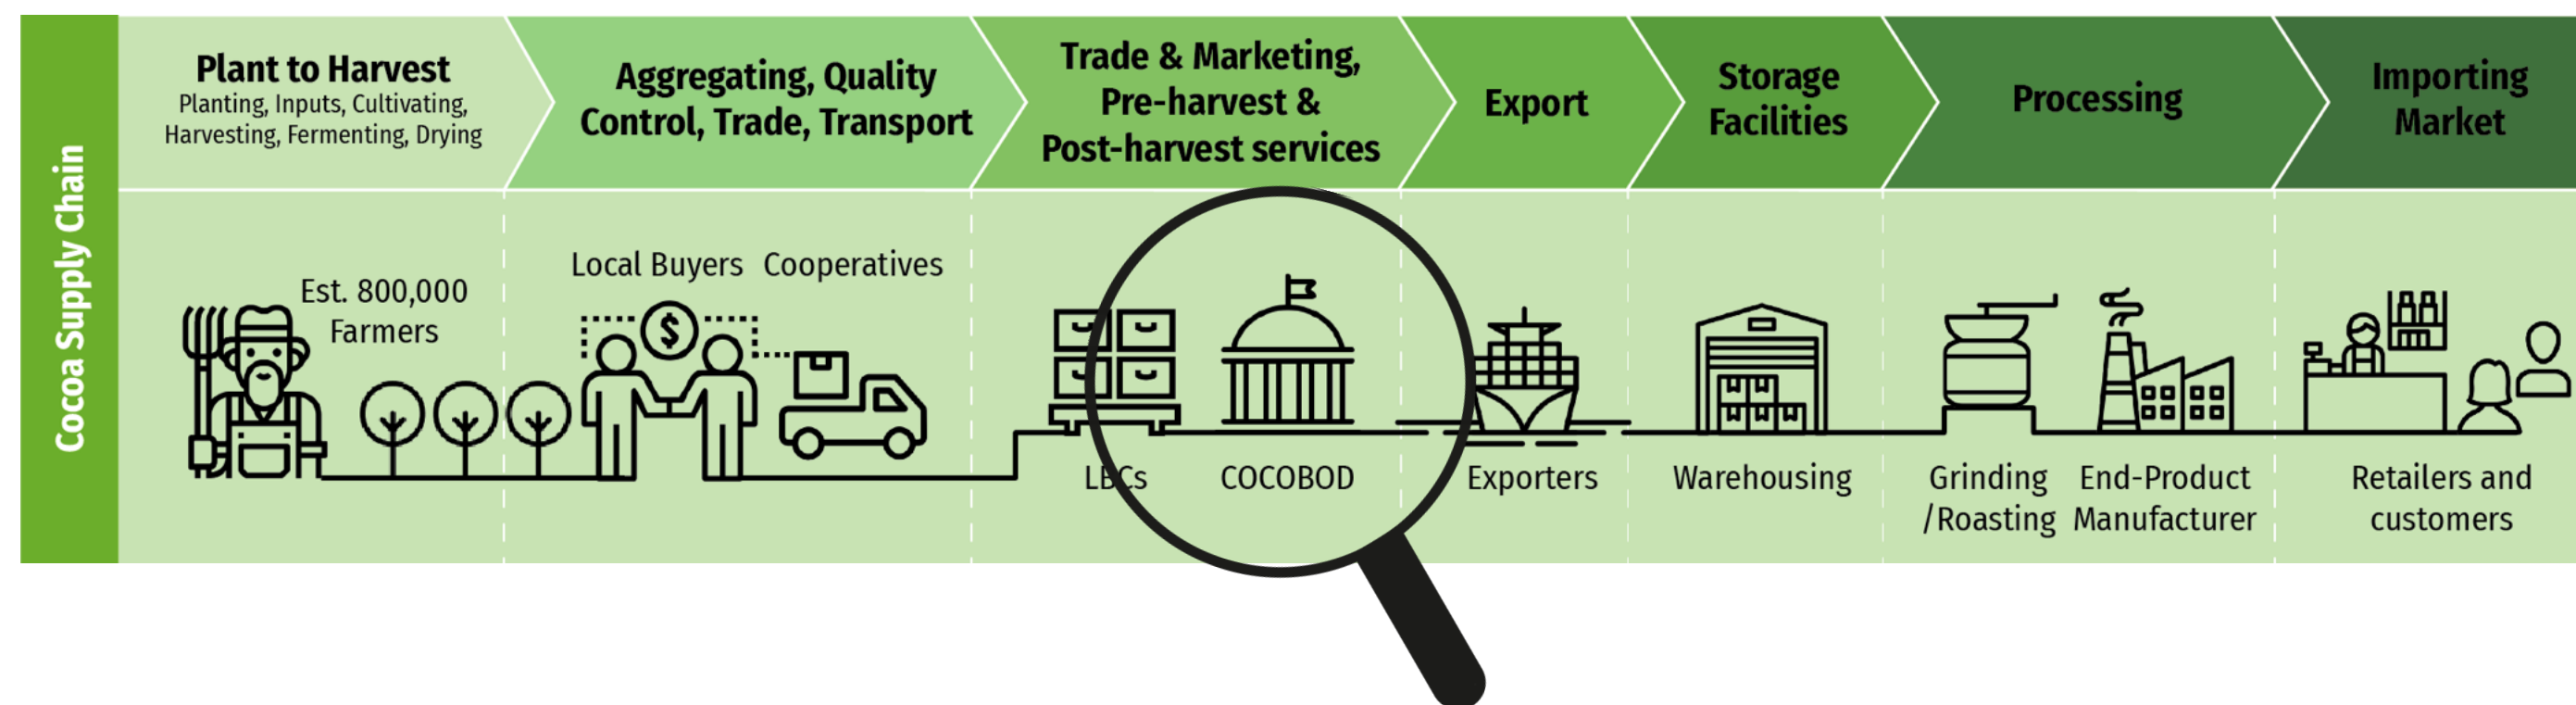 Cocoa Supply Chain
Plant to Harvest
Planting, Inputs, Cultivating,
Harvesting, Fermenting, Drying
Aggregating, Quality
Control, Trade, Transport
Trade & Marketing,
Pre-harvest &
Post-harvest services
Export
Storage
Facilities
Processing
Importing
Market
Est. 800,000
Farmers
Local Buyers
Cooperatives
$
LBCs
COCOBOD
Exporters
Warehousing
Grinding
/Roasting
End-Product
Manufacturer
Retailers and
customers